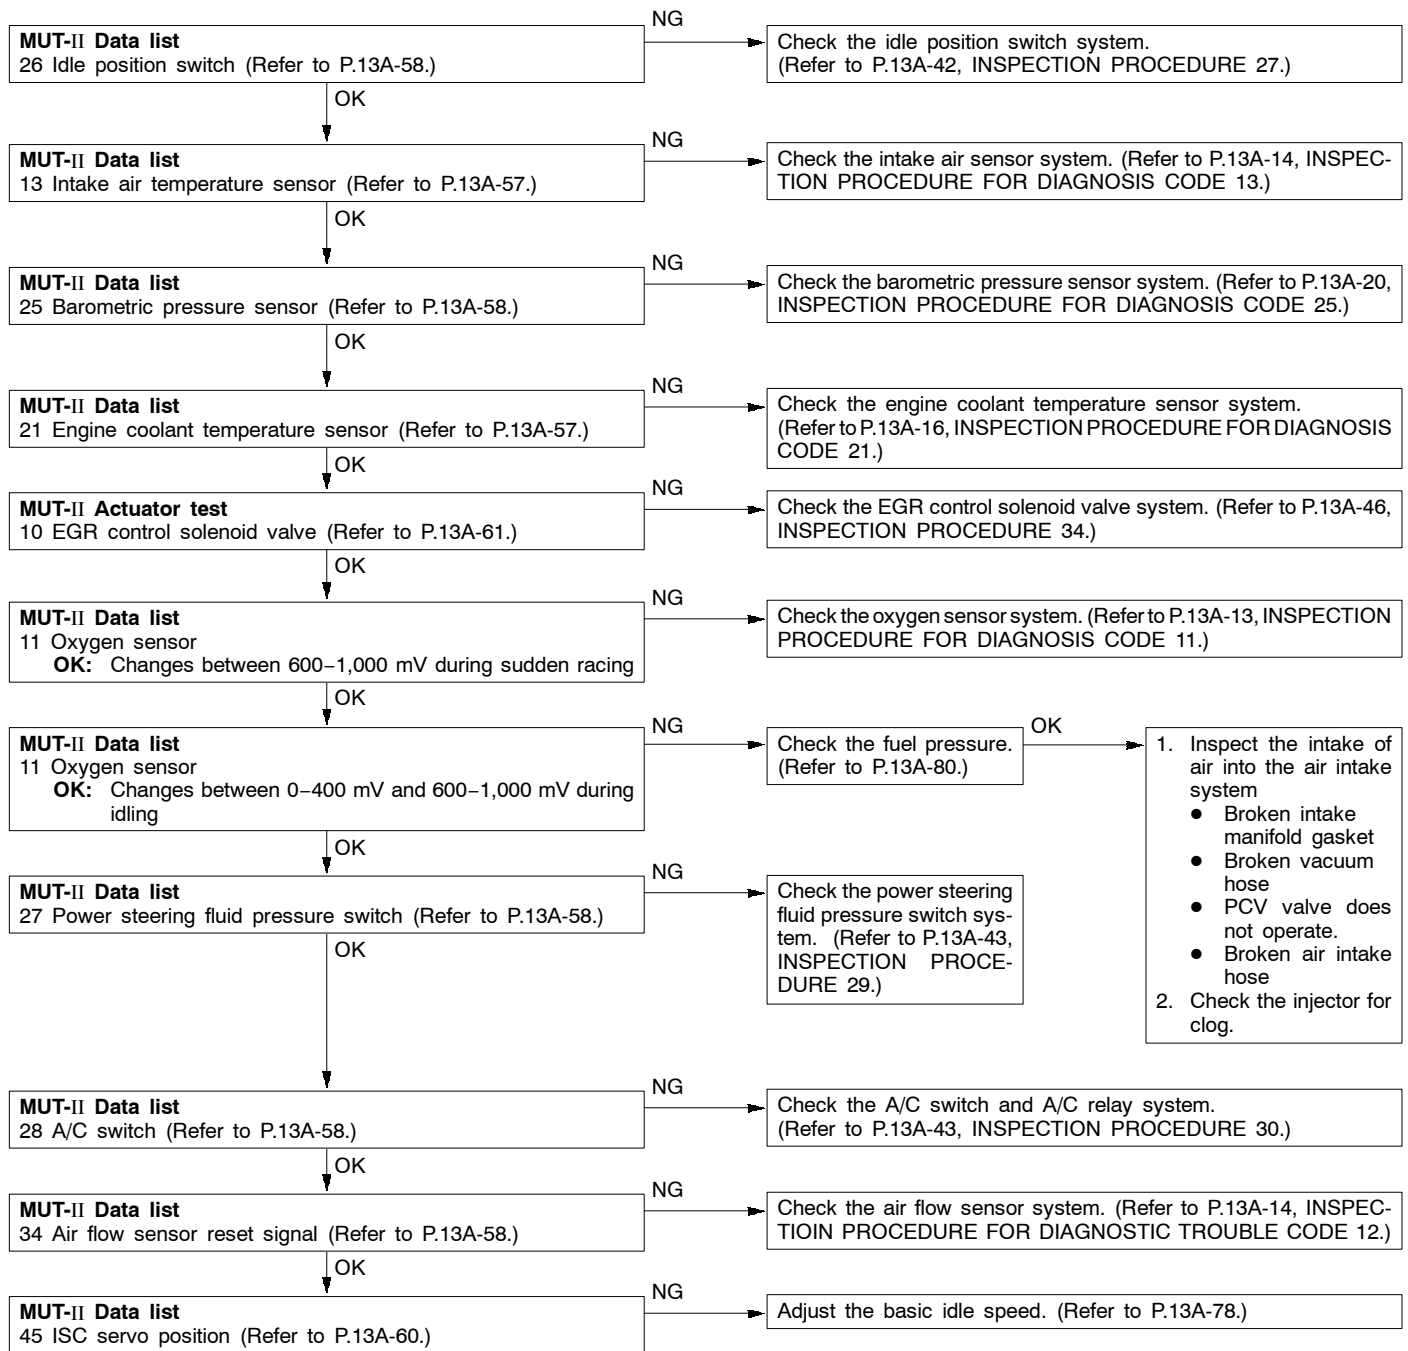 NG
MUT-II Data list
26 Idle position switch (Refer to P.13A-58.)
Check the idle position switch system.
(Refer to P.13A-42, INSPECTION PROCEDURE 27.)
OK
NG
MUT-II Data list
13 Intake air temperature sensor (Refer to P.13A-57.)
Check the intake air sensor system. (Refer to P.13A-14, INSPEC-
TION PROCEDURE FOR DIAGNOSIS CODE 13.)
OK
NG
MUT-II Data list
25 Barometric pressure sensor (Refer to P.13A-58.)
Check the barometric pressure sensor system. (Refer to P.13A-20,
INSPECTION PROCEDURE FOR DIAGNOSIS CODE 25.)
OK
NG
MUT-II Data list
21 Engine coolant temperature sensor (Refer to P.13A-57.)
Check the engine coolant temperature sensor system.
(Refer to P.13A-16, INSPECTION PROCEDURE FOR DIAGNOSIS
CODE 21.)
OK
NG
MUT-II Actuator test
10 EGR control solenoid valve (Refer to P.13A-61.)
Check the EGR control solenoid valve system. (Refer to P.13A-46,
INSPECTION PROCEDURE 34.)
OK
NG
MUT-II Data list
11 Oxygen sensor
OK: Changes between 600–1,000 mV during sudden racing
Check the oxygen sensor system. (Refer to P.13A-13, INSPECTION
PROCEDURE FOR DIAGNOSIS CODE 11.)
OK
NG
MUT-II Data list
11 Oxygen sensor
OK: Changes between 0–400 mV and 600–1,000 mV during
idling
Check the fuel pressure.
(Refer to P.13A-80.)
OK
1. Inspect the intake of
air into the air intake
system
● Broken intake
manifold gasket
● Broken vacuum
hose
● PCV valve does
not operate.
● Broken air intake
hose
2. Check the injector for
clog.
OK
NG
MUT-II Data list
27 Power steering fluid pressure switch (Refer to P.13A-58.)
Check the power steering
fluid pressure switch sys-
tem. (Refer to P.13A-43,
INSPECTION PROCE-
DURE 29.)
OK
NG
MUT-II Data list
28 A/C switch (Refer to P.13A-58.)
Check the A/C switch and A/C relay system.
(Refer to P.13A-43, INSPECTION PROCEDURE 30.)
OK
NG
MUT-II Data list
34 Air flow sensor reset signal (Refer to P.13A-58.)
Check the air flow sensor system. (Refer to P.13A-14, INSPEC-
TIOIN PROCEDURE FOR DIAGNOSTIC TROUBLE CODE 12.)
OK
NG
MUT-II Data list
45 ISC servo position (Refer to P.13A-60.)
Adjust the basic idle speed. (Refer to P.13A-78.)